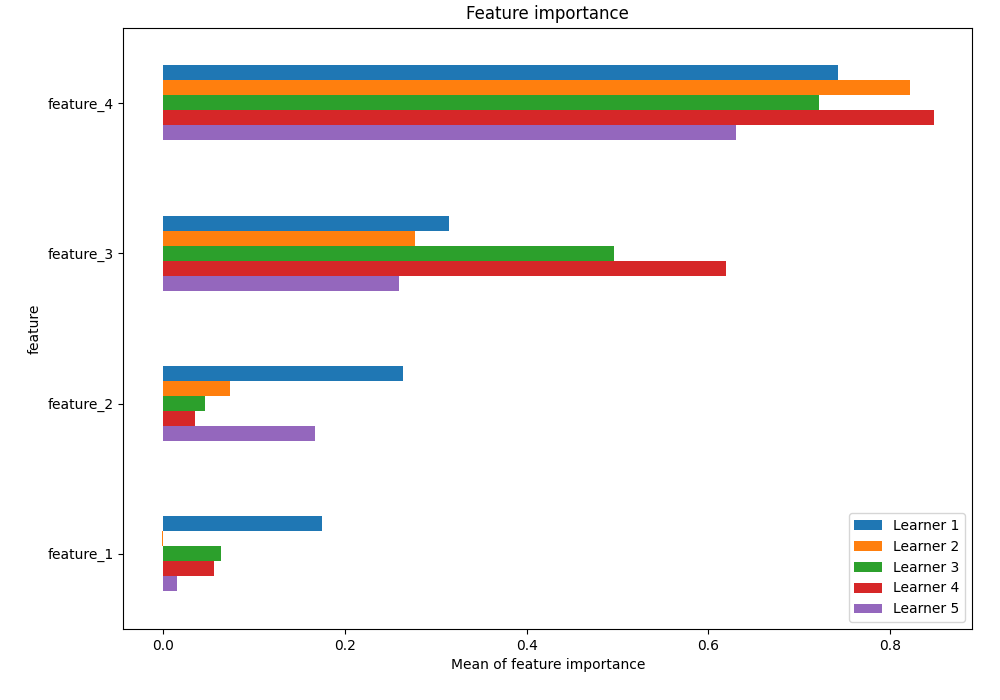 Feature importance
feature_4
feature_3
feature_2
feature_1
feature
0.0
0.2
0.4
0.6
0.8
Mean of feature importance
Learner 1
Learner 2
Learner 3
Learner 4
Learner 5